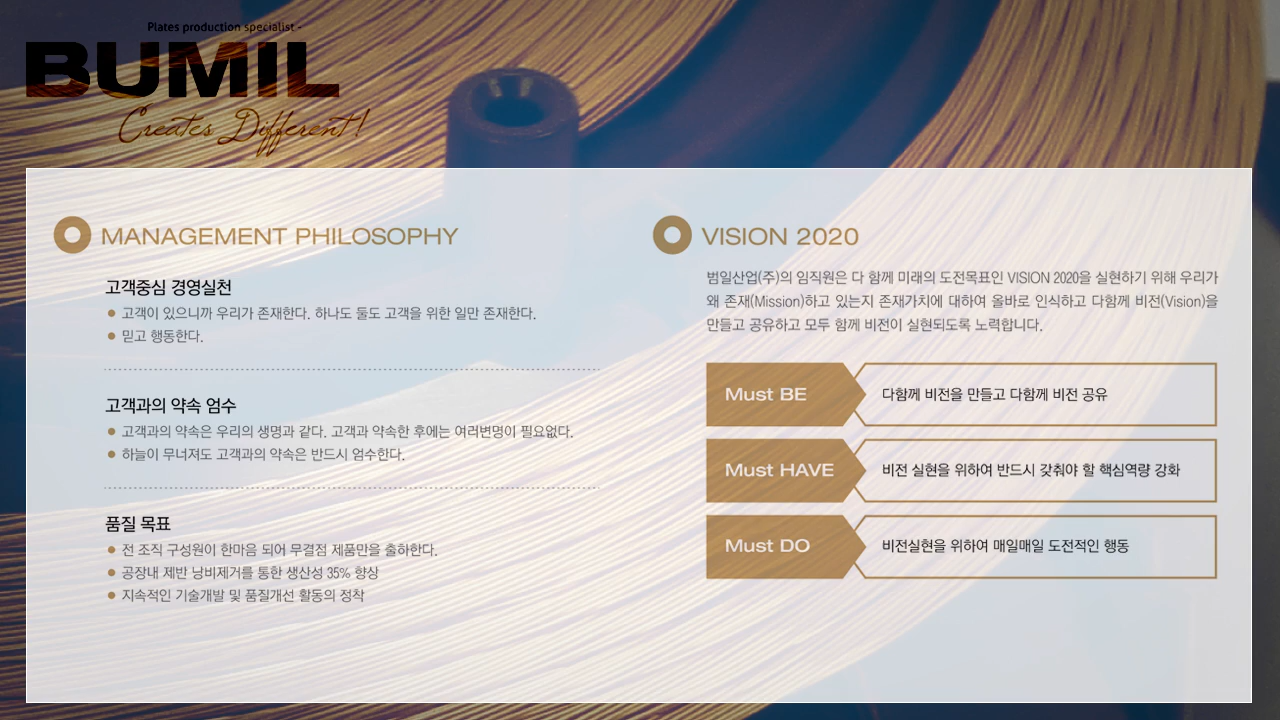 Plates production specialist -
BUMIL
Creates Different!
MANAGEMENT PHILOSOPHY
고객중심 경영실천
고객이 있으니까 우리가 존재한다. 하나도 둘도 고객을 위한 일만 존재한다.
믿고 행동한다.
고객과의 약속 엄수
고객과의 약속은 우리의 생명과 같다. 고객과 약속한 후에는 여러변명이 필요없다.
하늘이 무너져도 고객과의 약속은 반드시 엄수한다.
품질 목표
전 조직 구성원이 한마음 되어 무결점 제품만을 출하한다.
공장내 제반 낭비제거를 통한 생산성 35% 향상
지속적인 기술개발 및 품질개선 활동의 정착
VISION 2020
범일산업(주)의 임직원은 다 함께 미래의 도전목표인 VISION 2020을 실현하기 위해 우리가
왜 존재(Mission)하고 있는지 존재가치에 대하여 올바로 인식하고 다함께 비전(Vision)을
만들고 공유하고 모두 함께 비전이 실현되도록 노력합니다.
Must BE
다함께 비전을 만들고 다함께 비전 공유
Must HAVE
비전 실현을 위하여 반드시 갖춰야 할 핵심역량 강화
Must DO
비전실현을 위하여 매일매일 도전적인 행동